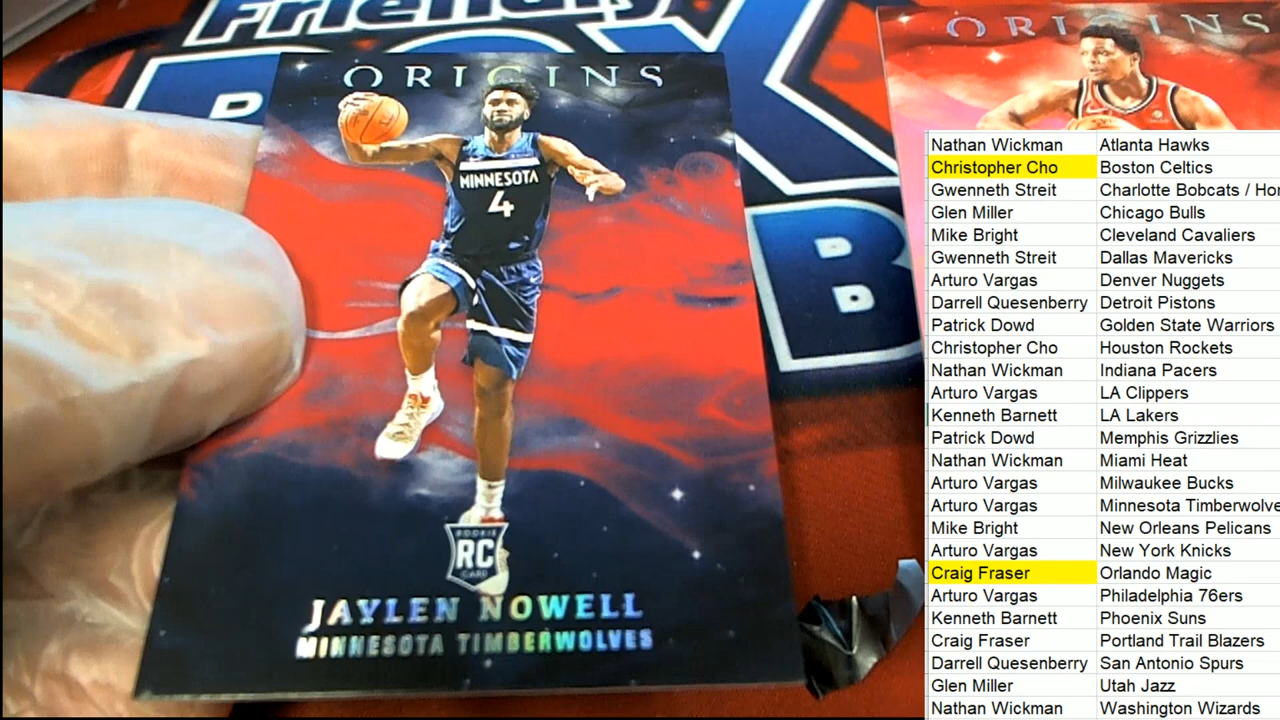 Friendly
BOX
B
ORIGINS
MINNESOTA
4
ROOKIE
RC
CARD
JAYLEN NOWELL
MINNESOTA TIMBERWOLVES
ORIGINS
Nathan Wickman Atlanta Hawks
Christopher Cho Boston Celtics
Gwenneth Streit Charlotte Bobcats / Hor
Glen Miller Chicago Bulls
Mike Bright Cleveland Cavaliers
Gwenneth Streit Dallas Mavericks
Arturo Vargas Denver Nuggets
Darrell Quesenberry Detroit Pistons
Patrick Dowd Golden State Warriors
Christopher Cho Houston Rockets
Nathan Wickman Indiana Pacers
Arturo Vargas LA Clippers
Kenneth Barnett LA Lakers
Patrick Dowd Memphis Grizzlies
Nathan Wickman Miami Heat
Arturo Vargas Milwaukee Bucks
Arturo Vargas Minnesota Timberwolve
Mike Bright New Orleans Pelicans
Arturo Vargas New York Knicks
Craig Fraser Orlando Magic
Arturo Vargas Philadelphia 76ers
Kenneth Barnett Phoenix Suns
Craig Fraser Portland Trail Blazers
Darrell Quesenberry San Antonio Spurs
Glen Miller Utah Jazz
Nathan Wickman Washington Wizards